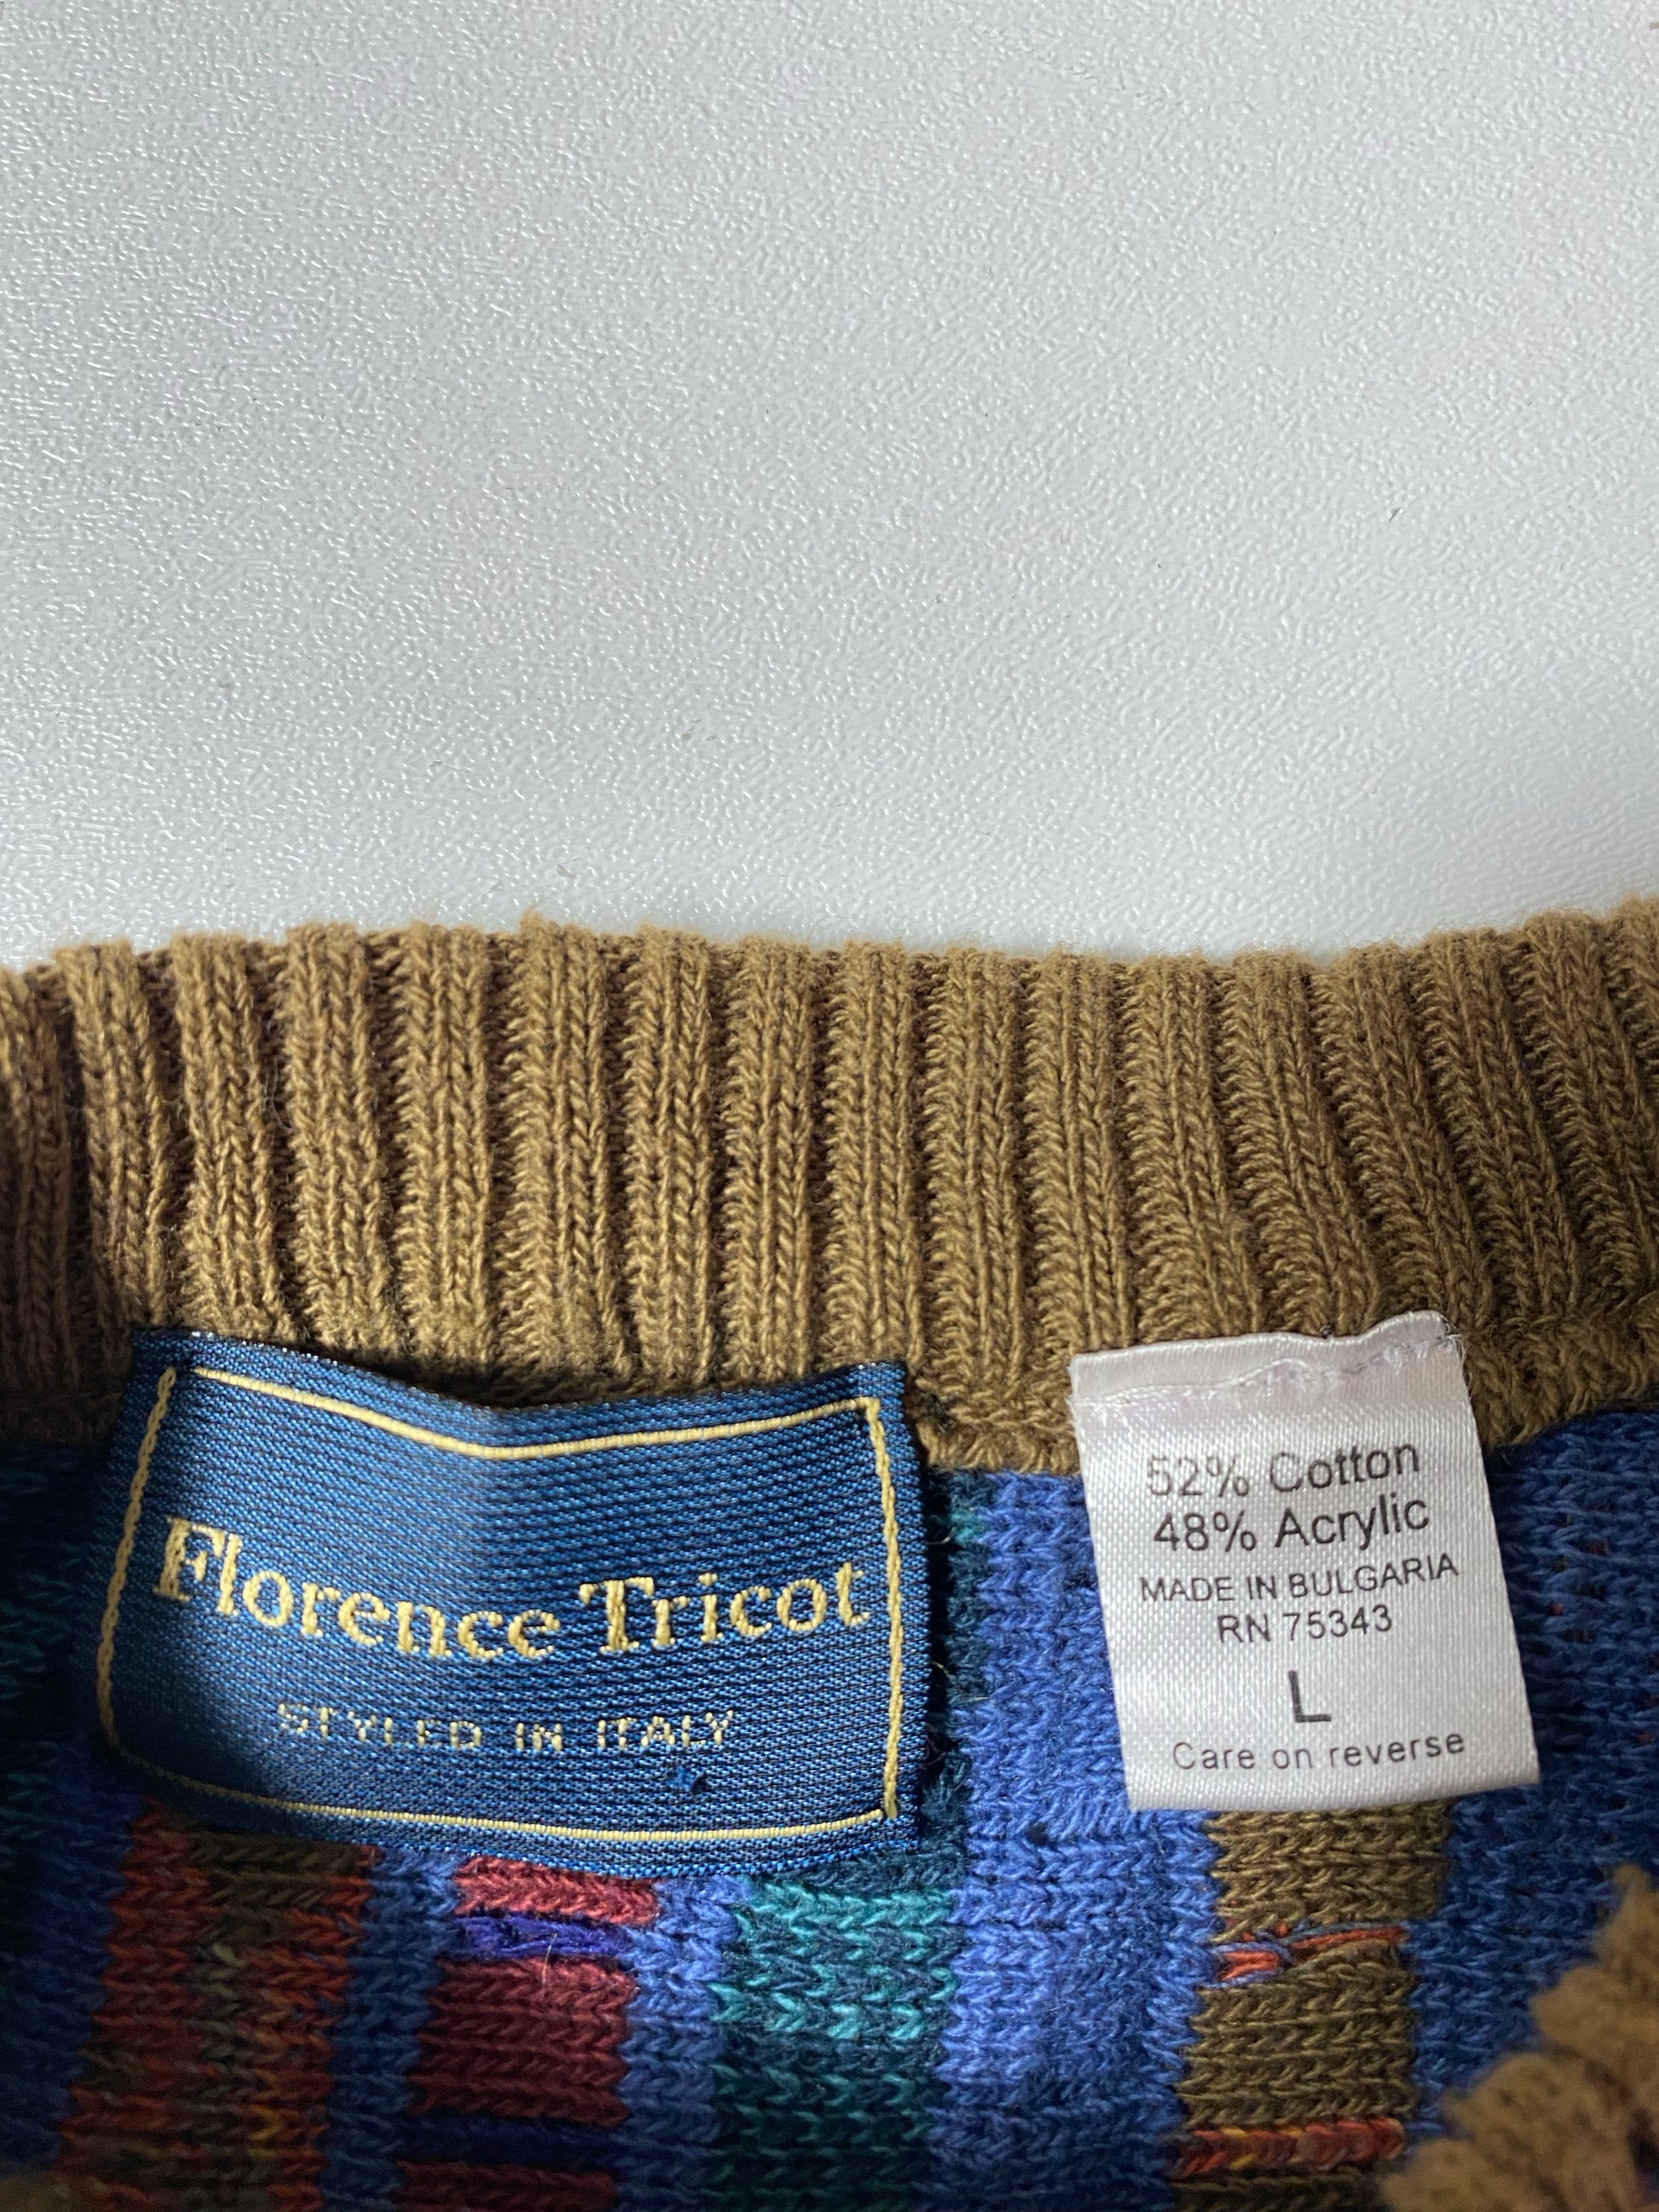 Florence Tricot
STYLED IN ITALY
52% Cotton
48% Acrylic
MADE IN BULGARIA
RN 75343
L
Care on reverse